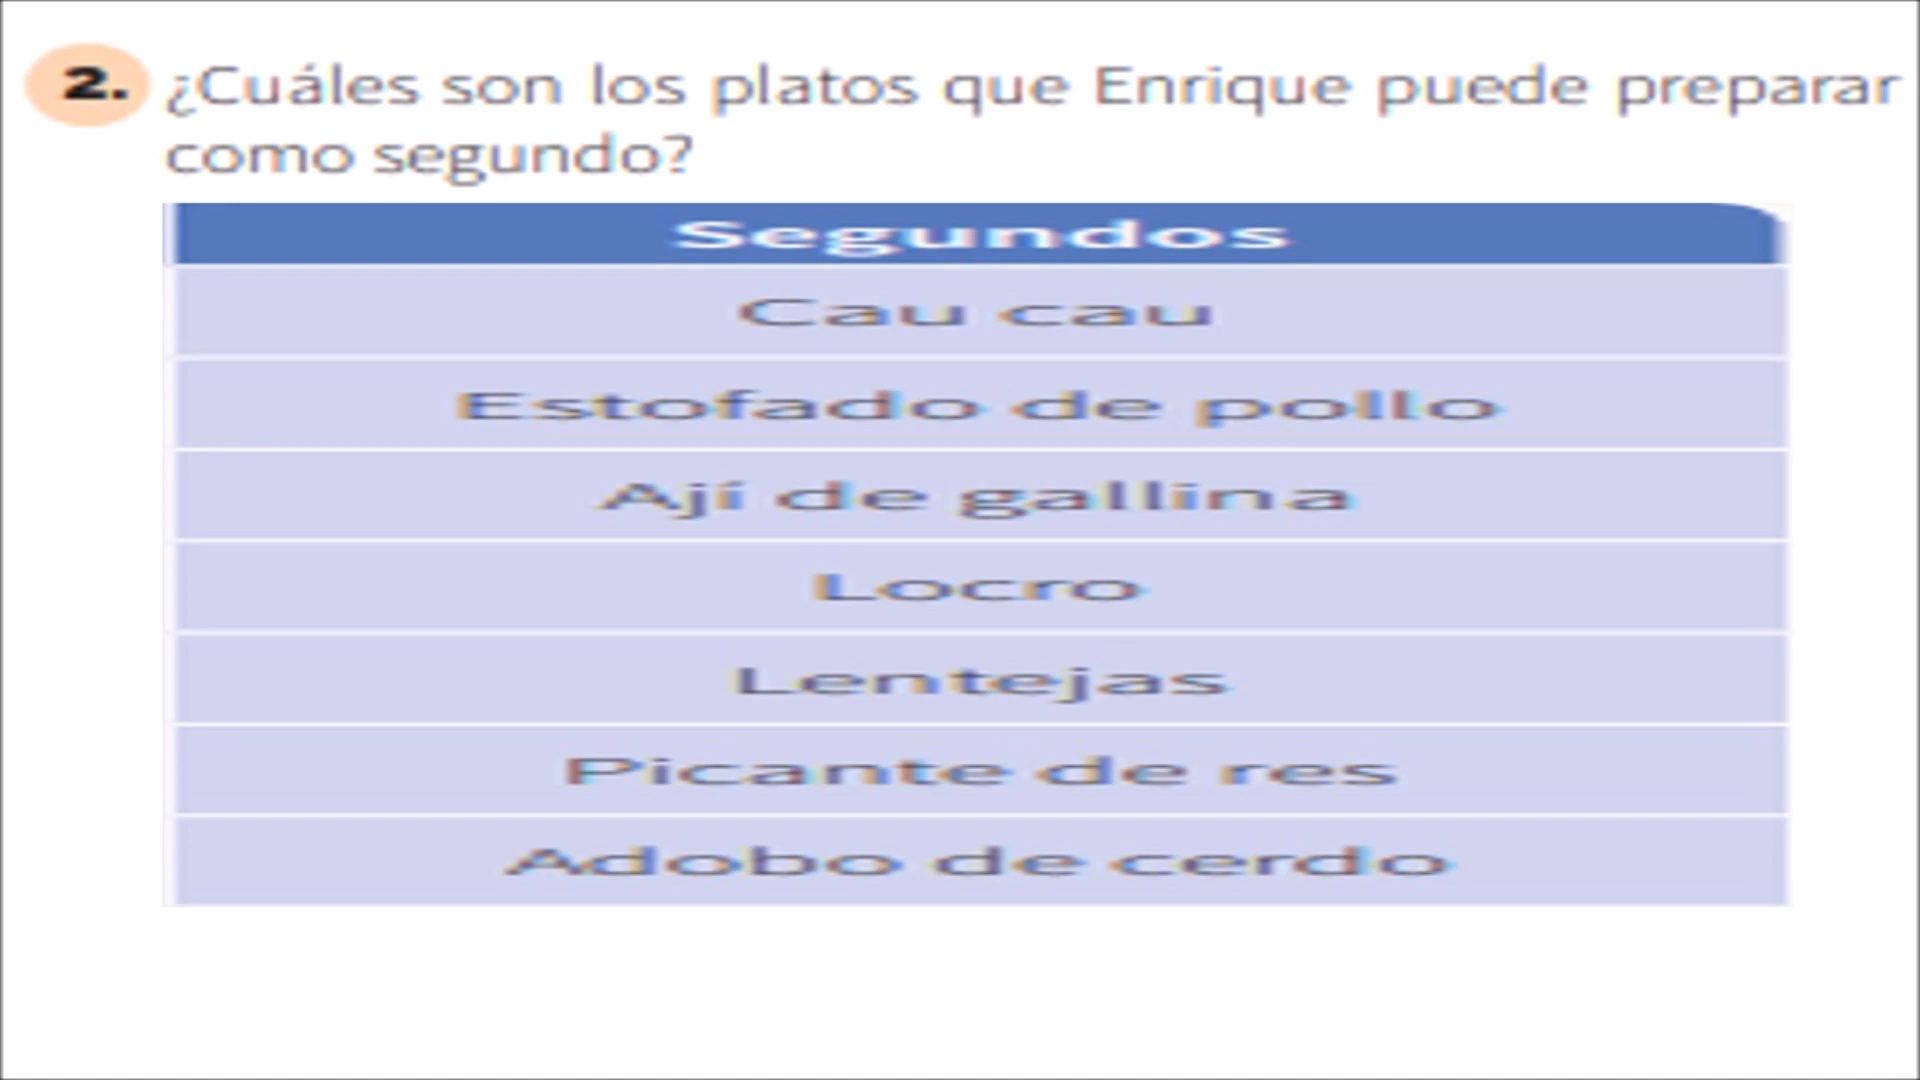 2. ¿Cuáles son los platos que Enrique puede preparar
como segundo?
Segundos
Cau cau
Estofado de pollo
Ají de gallina
Locro
Lentejas
Picante de res
Adobo de cerdo